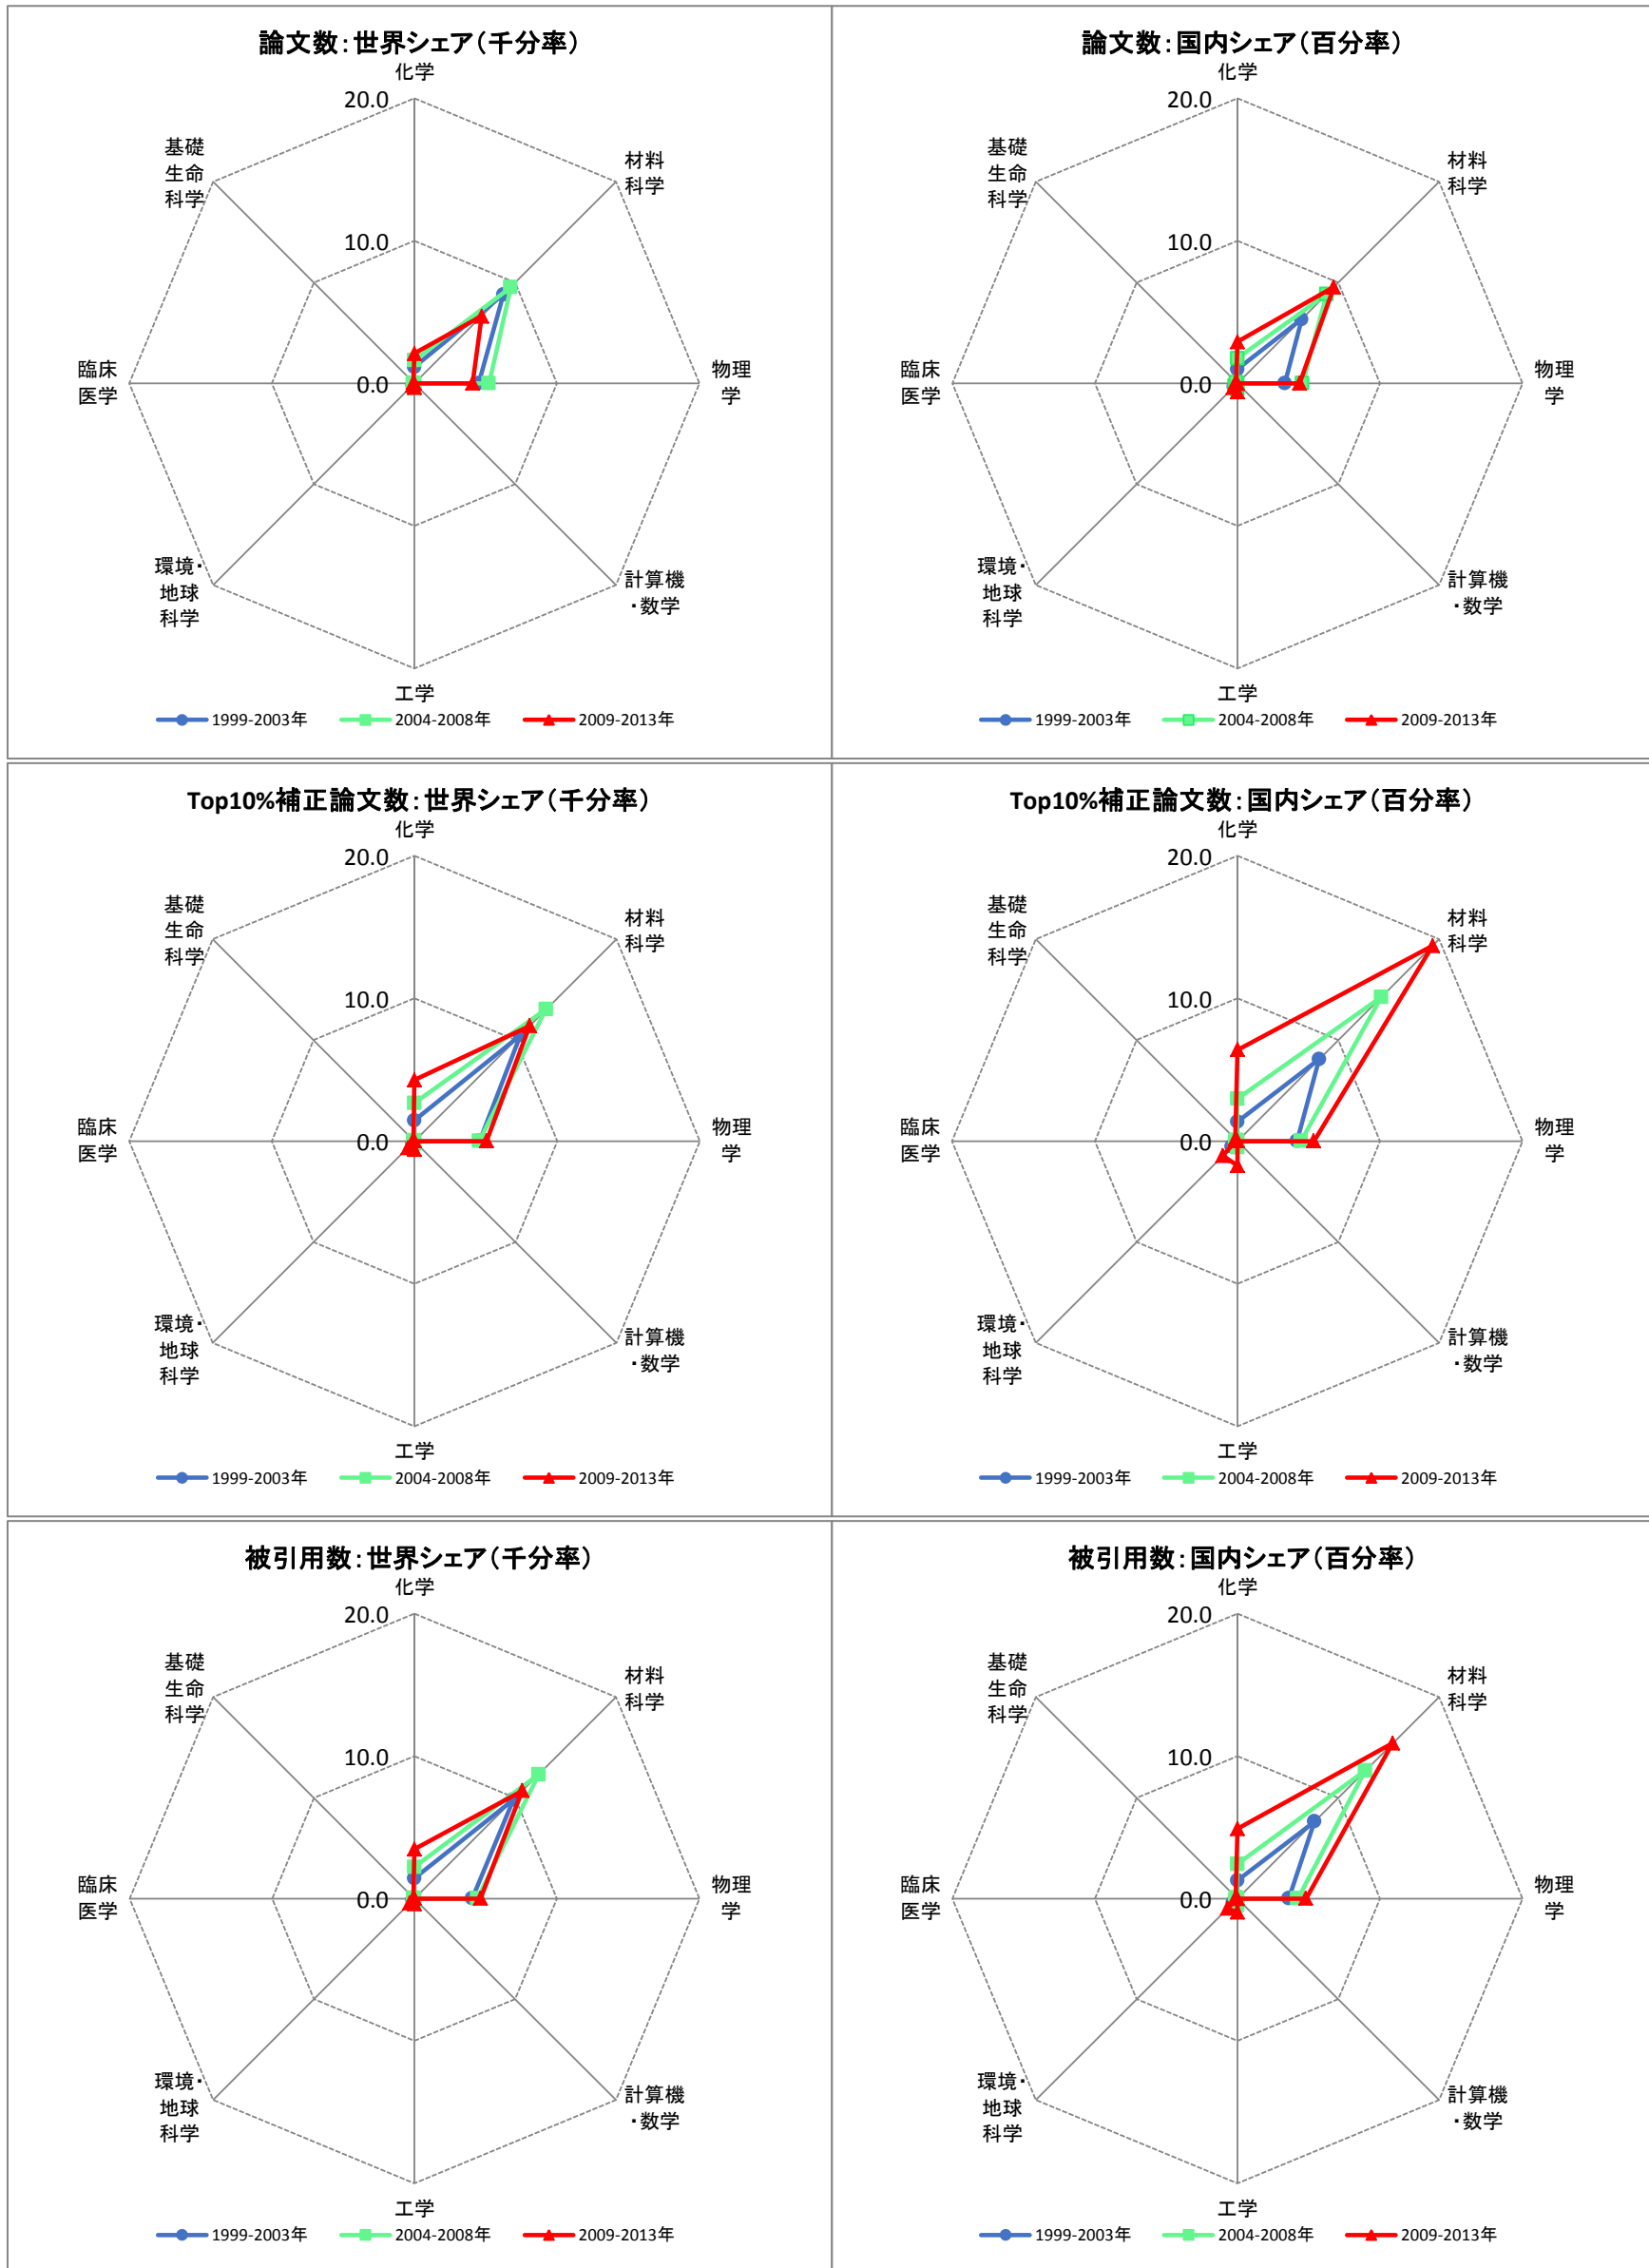 論文数：世界シェア（千分率）
化学
20.0
基礎
生命
科学
材料
科学
10.0
臨床
医学
0.0
物理
学
環境・
地球
科学
計算機
・数学
工学
1999-2003年
2004-2008年
2009-2013年
論文数：国内シェア（百分率）
化学
20.0
基礎
生命
科学
材料
科学
10.0
臨床
医学
0.0
物理
学
環境・
地球
科学
計算機
・数学
工学
1999-2003年
2004-2008年
2009-2013年
Top10%補正論文数：世界シェア（千分率）
化学
20.0
基礎
生命
科学
材料
科学
10.0
臨床
医学
0.0
物理
学
環境・
地球
科学
計算機
・数学
工学
1999-2003年
2004-2008年
2009-2013年
Top10%補正論文数：国内シェア（百分率）
化学
20.0
基礎
生命
科学
材料
科学
10.0
臨床
医学
0.0
物理
学
環境・
地球
科学
計算機
・数学
工学
1999-2003年
2004-2008年
2009-2013年
被引用数：世界シェア（千分率）
化学
20.0
基礎
生命
科学
材料
科学
10.0
臨床
医学
0.0
物理
学
環境・
地球
科学
計算機
・数学
工学
1999-2003年
2004-2008年
2009-2013年
被引用数：国内シェア（百分率）
化学
20.0
基礎
生命
科学
材料
科学
10.0
臨床
医学
0.0
物理
学
環境・
地球
科学
計算機
・数学
工学
1999-2003年
2004-2008年
2009-2013年